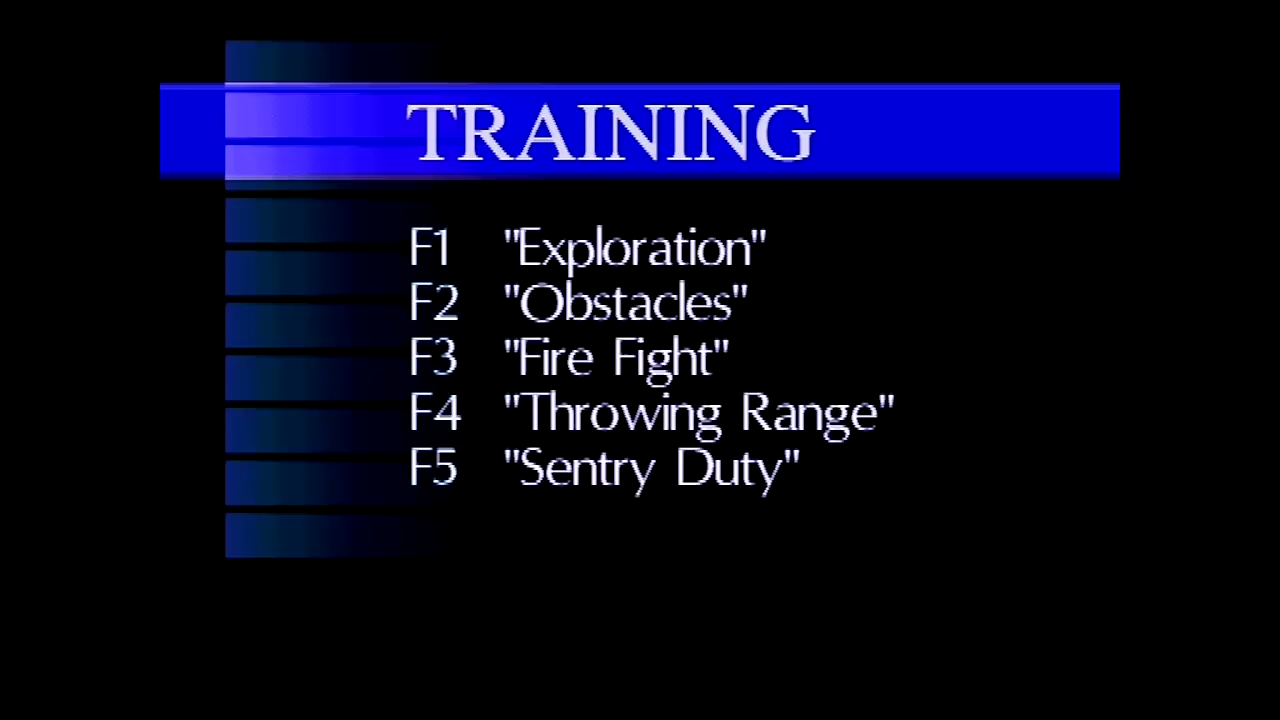 TRAINING
F1 "Exploration"
F2 "Obstacles"
F3 "Fire Fight"
F4 "Throwing Range"
F5 "Sentry Duty"